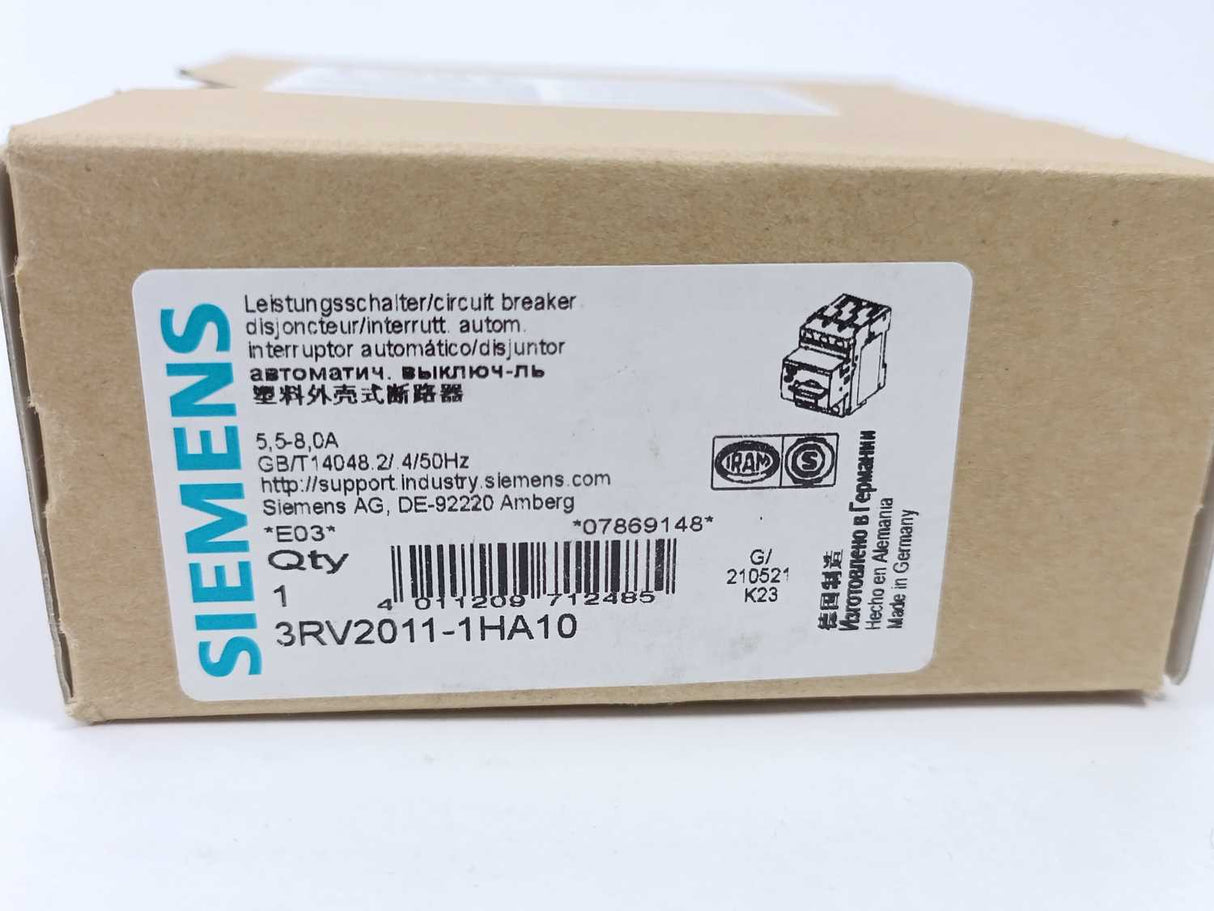 SIEMENS
Leistungsschalter/circuit breaker
disjoncteur/interrutt. autom.
interruptor automático/disjuntor
автоматич. выключ-ль
塑料外壳式断路器
5,5-8,0A
GB/T14048.2/.4/50Hz
http://support.industry.siemens.com
Siemens AG, DE-92220 Amberg
*E03* *07869148*
Qty
1
4 011209 712485
3RV2011-1HA10
IRAM S
G/
210521
K23
德国制造
Изготовлено в Германии
Hecho en Alemania
Made in Germany